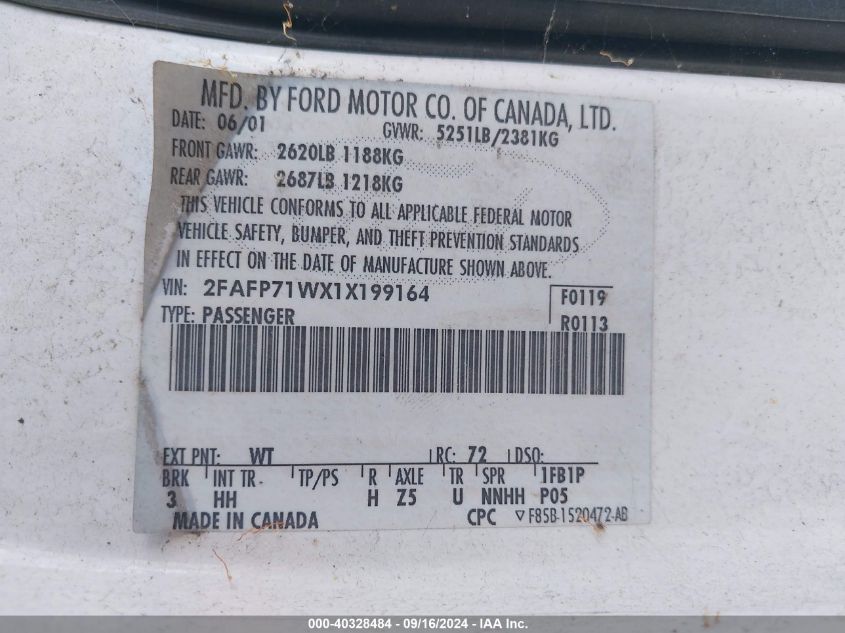 MFD. BY FORD MOTOR CO. OF CANADA, LTD.
DATE: 06/01 GVWR: 5251LB/2381KG
FRONT GAWR: 2620LB 1188KG
REAR GAWR: 2687LB 1218KG
THIS VEHICLE CONFORMS TO ALL APPLICABLE FEDERAL MOTOR
VEHICLE SAFETY, BUMPER, AND THEFT PREVENTION STANDARDS
IN EFFECT ON THE DATE OF MANUFACTURE SHOWN ABOVE.
VIN: 2FAFP71WX1X199164 F0119
TYPE: PASSENGER R0113
EXT PNT: WT RC: 72 DSO:
BRK INT TR TP/PS R AXLE TR SPR 1FB1P
3 HH H Z5 U NNHH P05
MADE IN CANADA CPC ▽F85B-1520472-AB
000-40328484 - 09/16/2024 - IAA Inc.